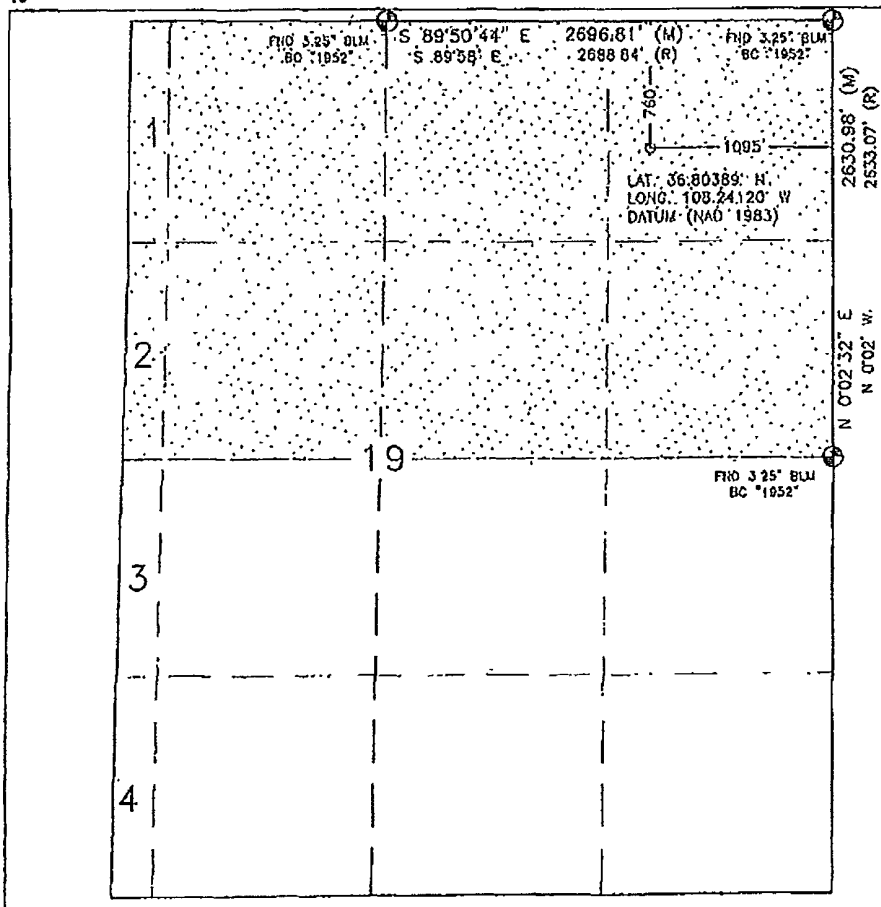 FND 3.25" BLM
BC "1952"
S 89°50'44" E 2696.81' (M)
S 89°58' E 2688.84' (R)
FND 3.25" BLM
BC "1952"
2630.98' (M)
2633.07' (R)
1
760'
1095'
LAT. 36.80389° N.
LONG. 108.24120° W
DATUM (NAD 1983)
2
N 0°02'32" E
N 0°02' W.
19
FND 3.25" BLM
BC "1952"
3
4